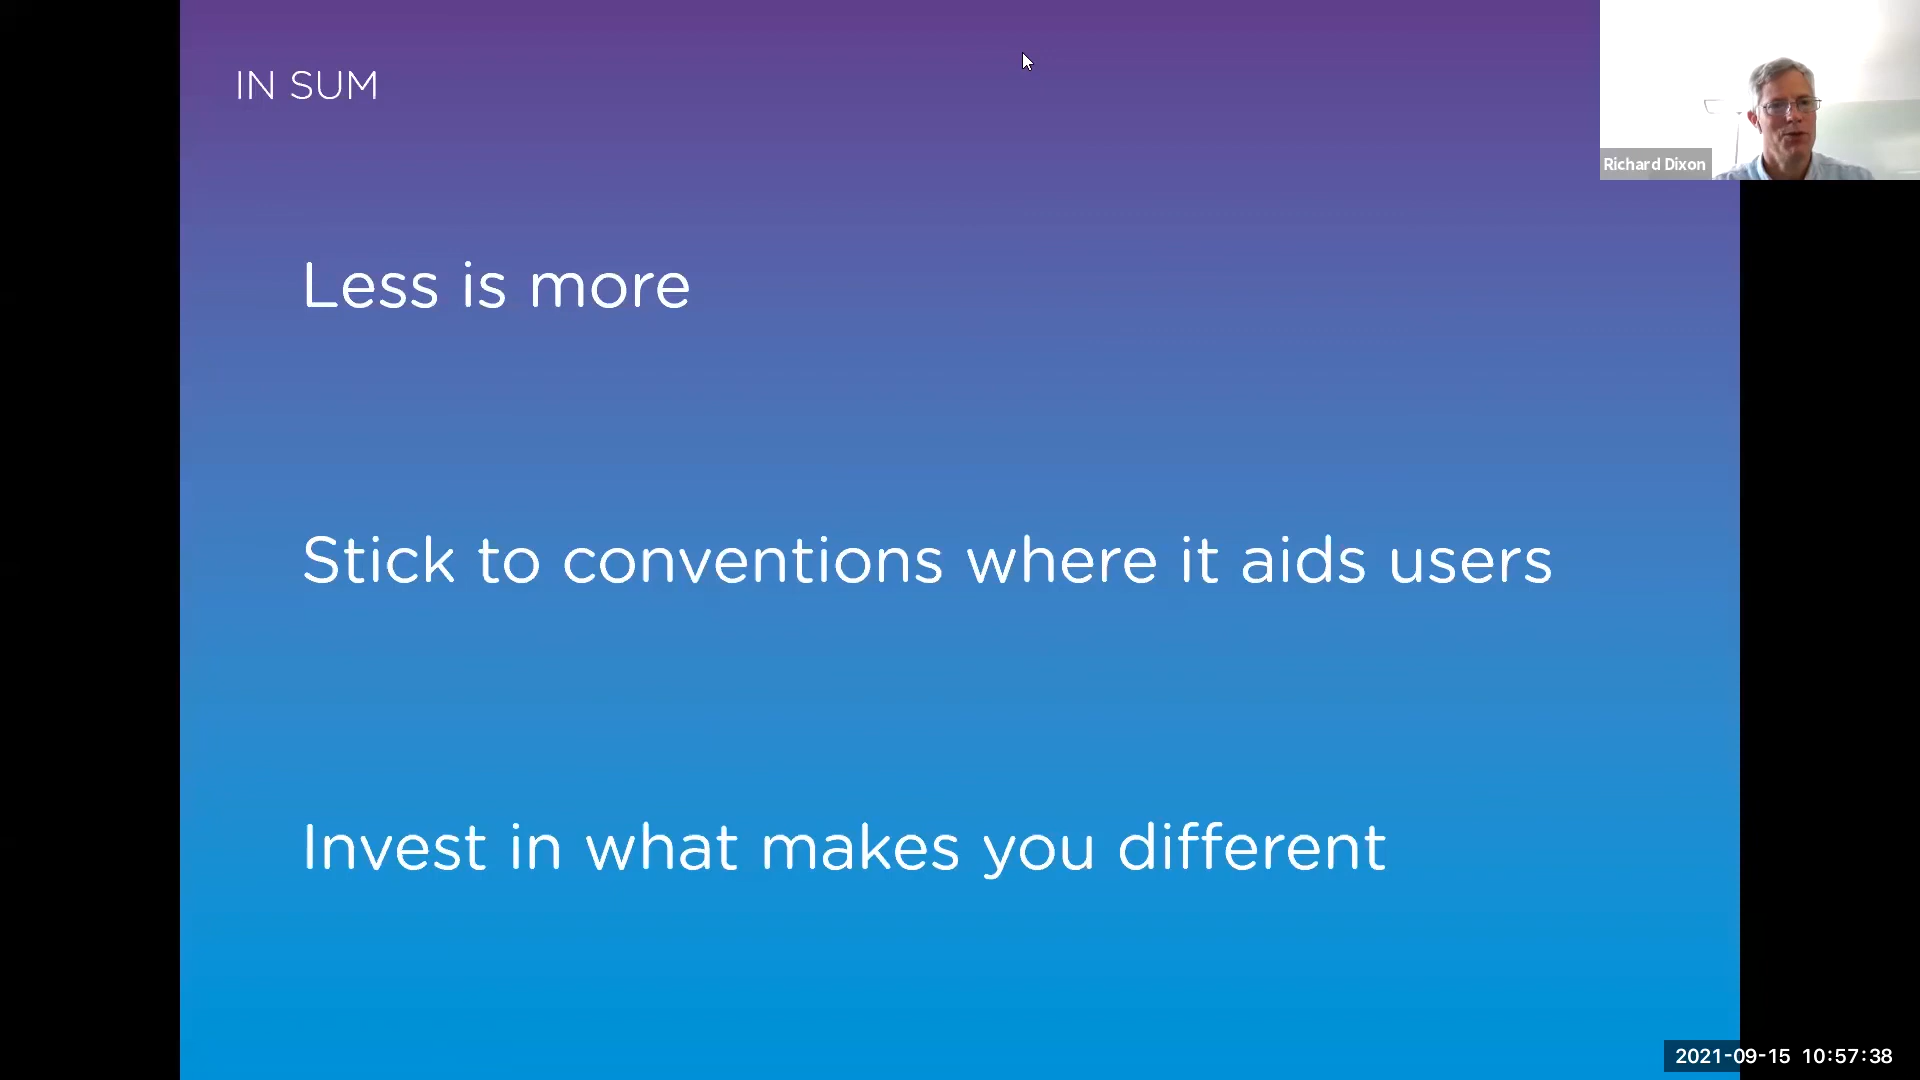 IN SUM
Richard Dixon
Less is more
Stick to conventions where it aids users
Invest in what makes you different
2021-09-15 10:57:38